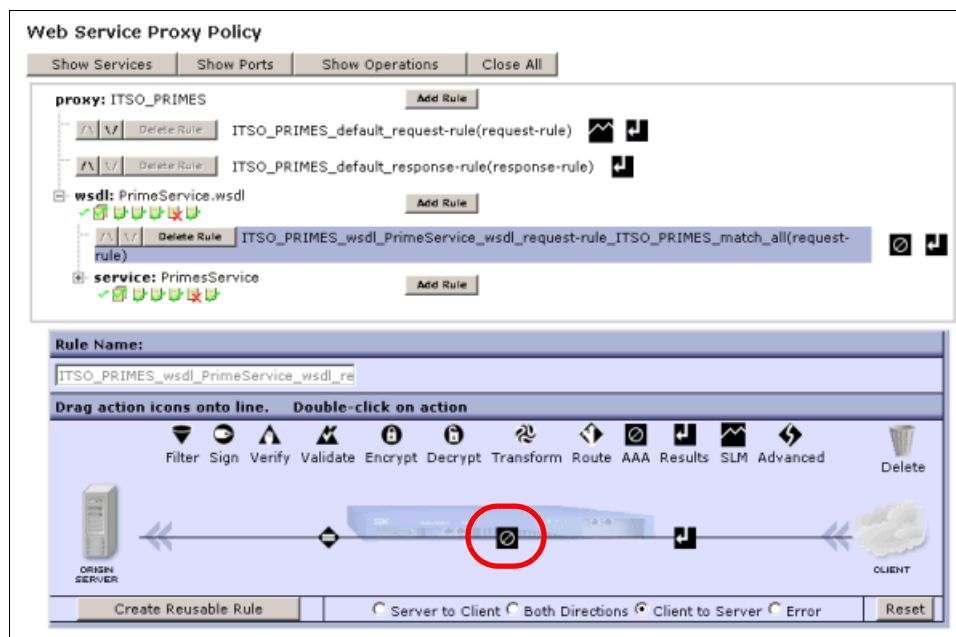 Web Service Proxy Policy
Show Services Show Ports Show Operations Close All
proxy: ITSO_PRIMES Add Rule
/\ \/ Delete Rule ITSO_PRIMES_default_request-rule(request-rule)
/\ \/ Delete Rule ITSO_PRIMES_default_response-rule(response-rule)
wsdl: PrimeService.wsdl Add Rule
/\ \/ Delete Rule ITSO_PRIMES_wsdl_PrimeService_wsdl_request-rule_ITSO_PRIMES_match_all(request-
rule)
service: PrimesService Add Rule
Rule Name:
ITSO_PRIMES_wsdl_PrimeService_wsdl_re
Drag action icons onto line. Double-click on action
Filter Sign Verify Validate Encrypt Decrypt Transform Route AAA Results SLM Advanced Delete
ORIGIN
SERVER
CLIENT
Create Reusable Rule Server to Client Both Directions Client to Server Error Reset